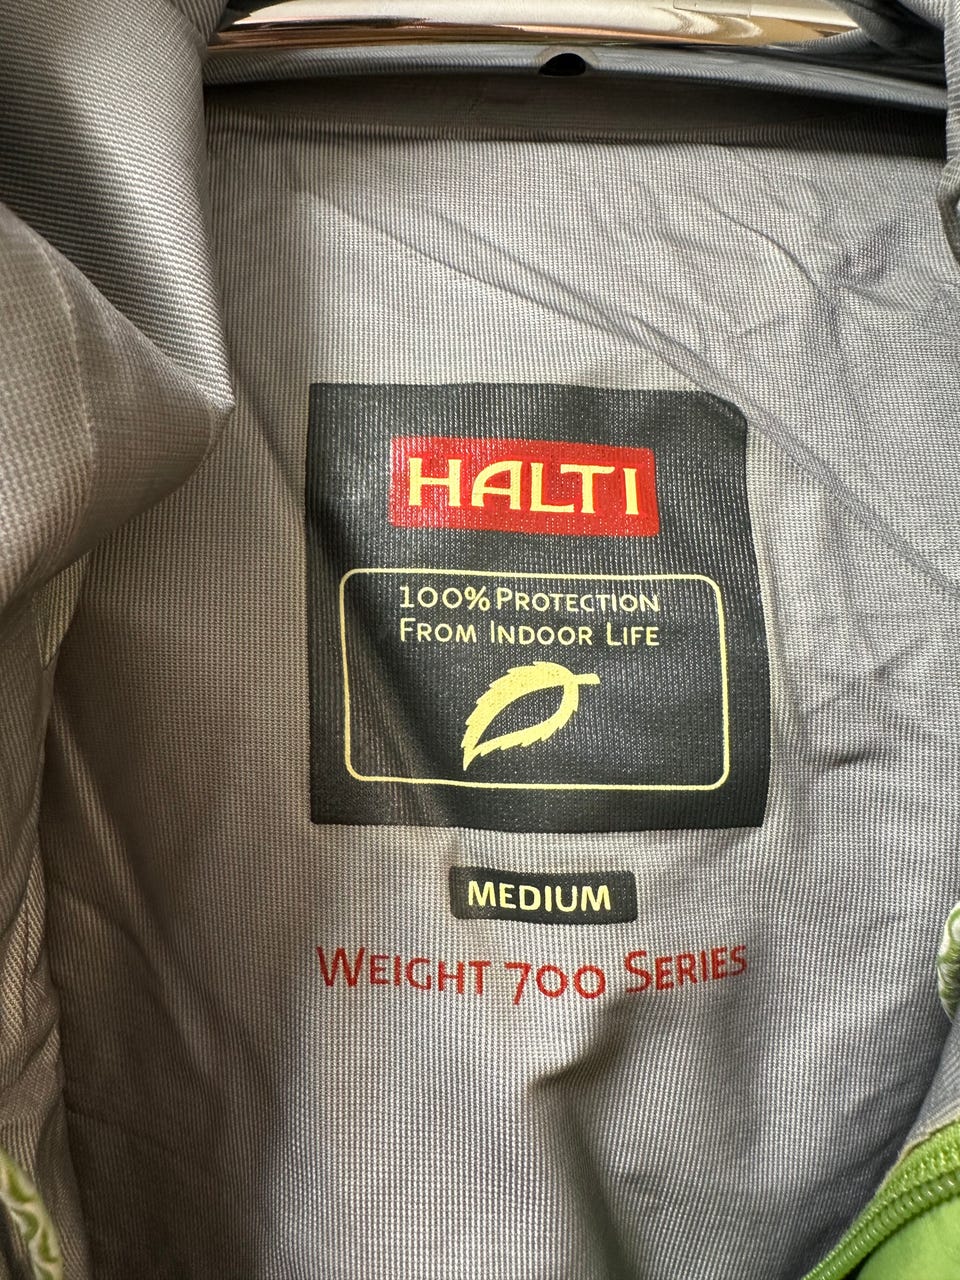 HALTI
100% PROTECTION
FROM INDOOR LIFE
MEDIUM
WEIGHT 700 SERIES